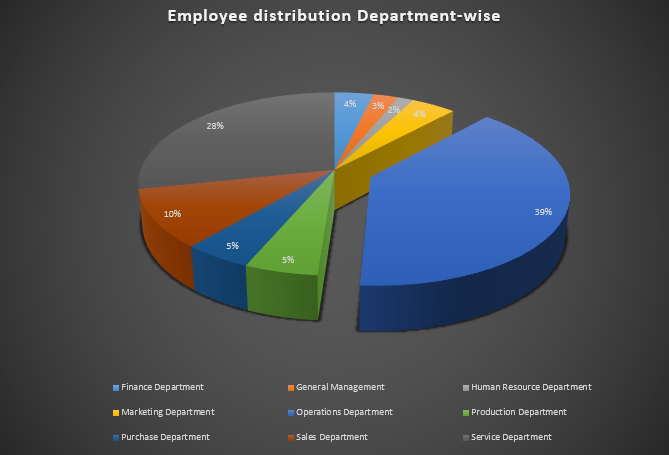 Employee distribution Department-wise
4%
3%
2%
4%
28%
39%
10%
5%
5%
Finance Department
General Management
Human Resource Department
Marketing Department
Operations Department
Production Department
Purchase Department
Sales Department
Service Department